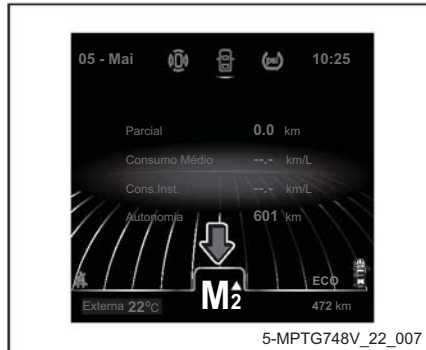 05 - Mai (psi) 10:25
Parcial 0.0 km
Consumo Médio --.- km/L
Cons.Inst. --.- km/L
Autonomia 601 km
ECO
Externa 22°C M2 472 km
5-MPTG748V_22_007